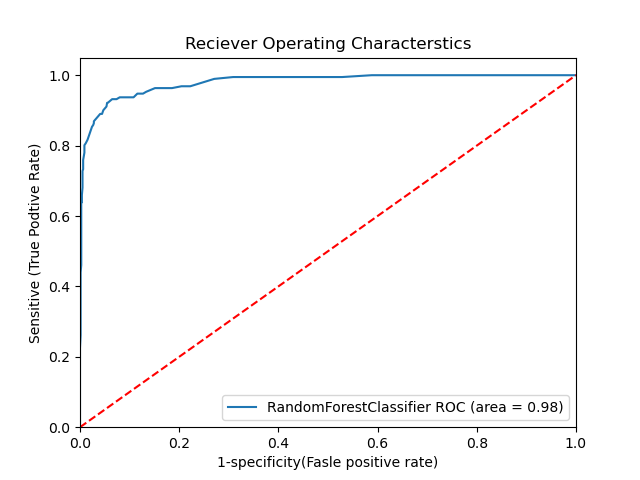 Reciever Operating Characterstics
Sensitive (True Podtive Rate)
1.0
0.8
0.6
0.4
0.2
0.0
RandomForestClassifier ROC (area = 0.98)
0.0 0.2 0.4 0.6 0.8 1.0
1-specificity(Fasle positive rate)